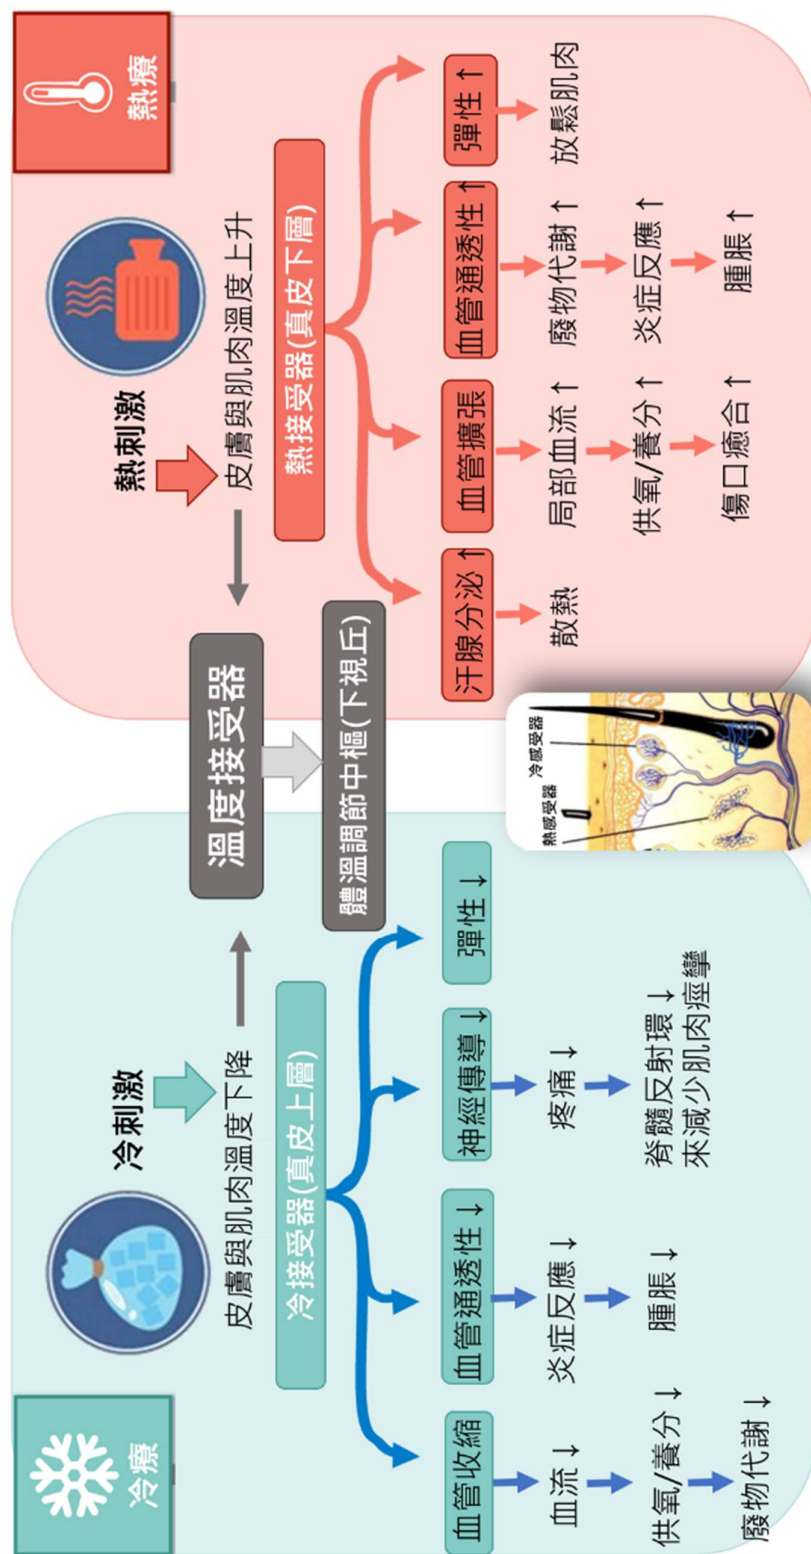 冷療
冷刺激
皮膚與肌肉溫度下降
冷接受器(真皮上層)
血管收縮
血流↓
供氧/養分↓
廢物代謝↓
血管通透性↓
炎症反應↓
腫脹↓
神經傳導↓
疼痛↓
脊髓反射環↓
來減少肌肉痙攣
彈性↓
溫度接受器
體溫調節中樞(下視丘)
熱感受器
冷感受器
熱療
熱刺激
皮膚與肌肉溫度上升
熱接受器(真皮下層)
汗腺分泌↑
散熱
血管擴張
局部血流↑
供氧/養分↑
傷口癒合↑
血管通透性↑
廢物代謝↑
炎症反應↑
腫脹↑
彈性↑
放鬆肌肉